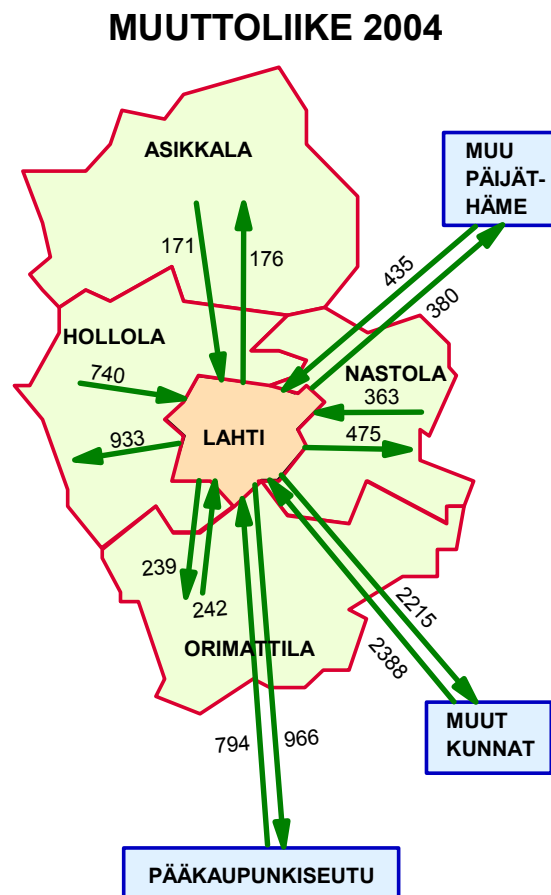 MUUTTOLIIKE 2004
ASIKKALA
MUU
PÄIJÄT-
HÄME
171
176
435
380
HOLLOLA
740
NASTOLA
363
LAHTI
933
475
239
242
ORIMATTILA
2215
2388
794
966
MUUT
KUNNAT
PÄÄKAUPUNKISEUTU